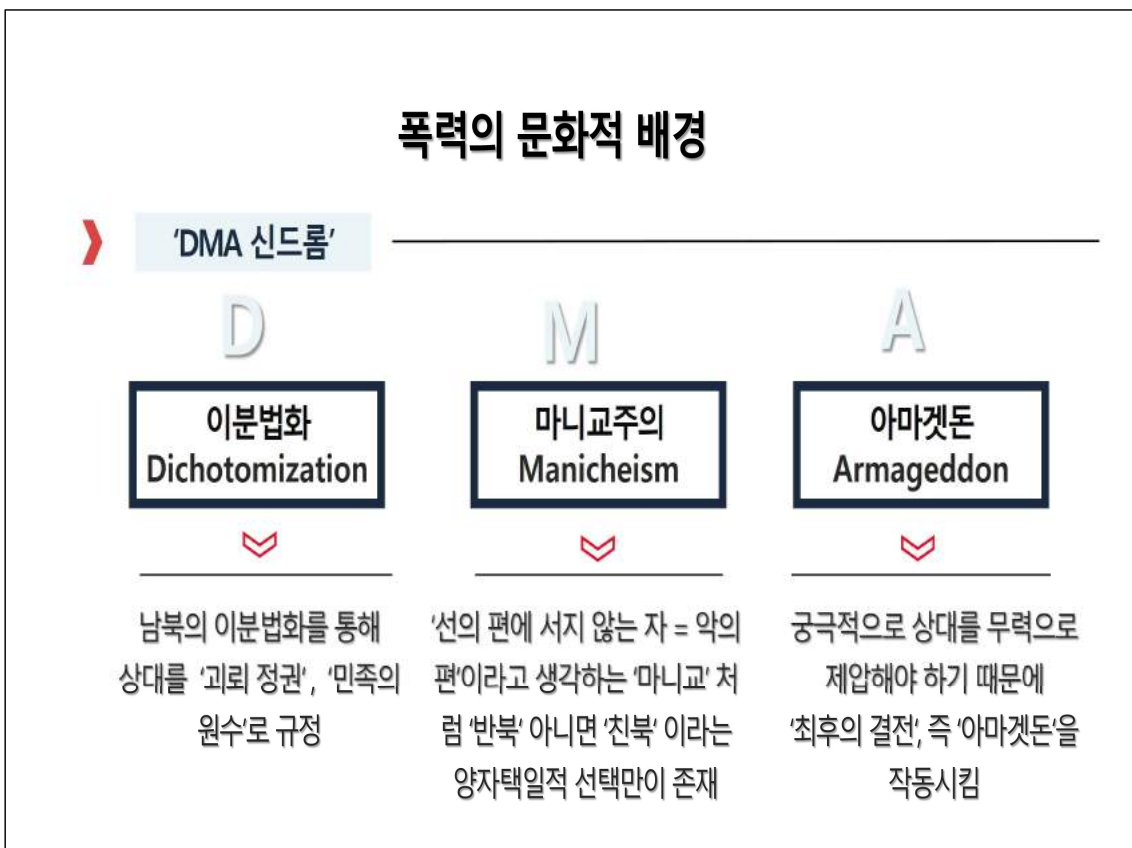 폭력의 문화적 배경
'DMA 신드롬'
D
이분법화
Dichotomization
남북의 이분법화를 통해
상대를 '괴뢰 정권', '민족의
원수'로 규정
M
마니교주의
Manicheism
'선의 편에 서지 않는 자 = 악의
편'이라고 생각하는 '마니교' 처
럼 '반북' 아니면 '친북' 이라는
양자택일적 선택만이 존재
A
아마겟돈
Armageddon
궁극적으로 상대를 무력으로
제압해야 하기 때문에
'최후의 결전', 즉 '아마겟돈'을
작동시킴